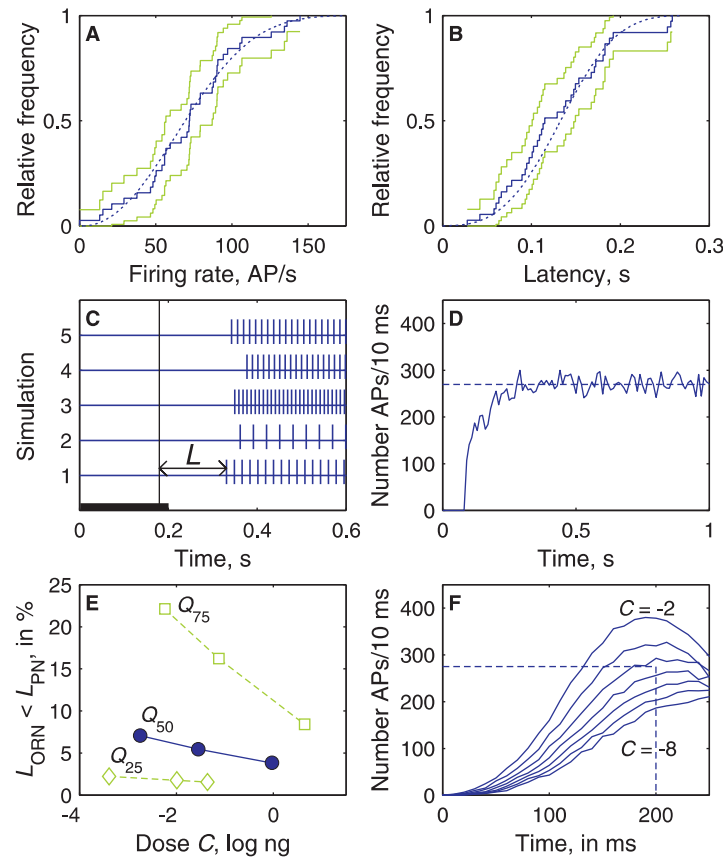 A
Relative frequency
1
0.5
0
0
50
100
150
Firing rate, AP/s
B
Relative frequency
1
0.5
0
0
0.1
0.2
0.3
Latency, s
C
Simulation
5
4
3
2
1
L
0
0.2
0.4
0.6
Time, s
D
Number APs/10 ms
400
300
200
100
0
0
0.5
1
Time, s
E
L_ORN < L_PN, in %
25
20
15
10
5
0
Q_75
Q_50
Q_25
-4
-2
0
Dose C, log ng
F
Number APs/10 ms
400
300
200
100
0
C = -2
C = -8
0
100
200
Time, in ms